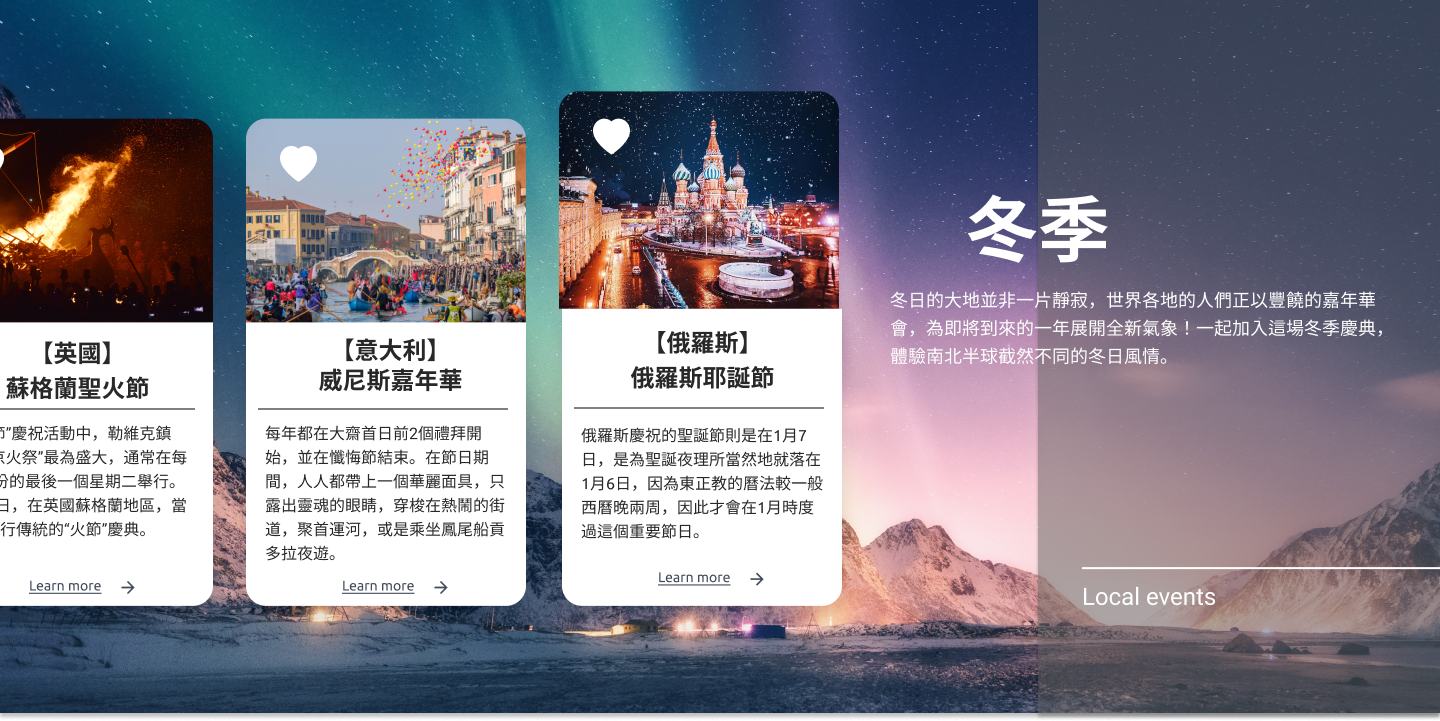 【英國】
蘇格蘭聖火節
”慶祝活動中，勒維克鎮
火祭”最為盛大，通常在每
份的最後一個星期二舉行。
日，在英國蘇格蘭地區，當
行傳統的“火節”慶典。
Learn more
【意大利】
威尼斯嘉年華
每年都在大齋首日前2個禮拜開
始，並在懺悔節結束。在節日期
間，人人都帶上一個華麗面具，只
露出靈魂的眼睛，穿梭在熱鬧的街
道，聚首運河，或是乘坐鳳尾船貢
多拉夜遊。
Learn more
【俄羅斯】
俄羅斯耶誕節
俄羅斯慶祝的聖誕節則是在1月7
日，是為聖誕夜理所當然地就落在
1月6日，因為東正教的曆法較一般
西曆晚兩周，因此才會在1月時度
過這個重要節日。
Learn more
冬季
冬日的大地並非一片靜寂，世界各地的人們正以豐饒的嘉年華
會，為即將到來的一年展開全新氣象！一起加入這場冬季慶典，
體驗南北半球截然不同的冬日風情。
Local events